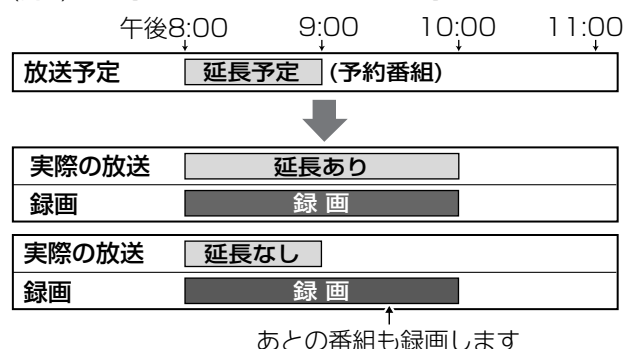 午後8:00 9:00 10:00 11:00
放送予定 延長予定 (予約番組)
実際の放送 延長あり
録画 録 画
実際の放送 延長なし
録画 録 画
あとの番組も録画します